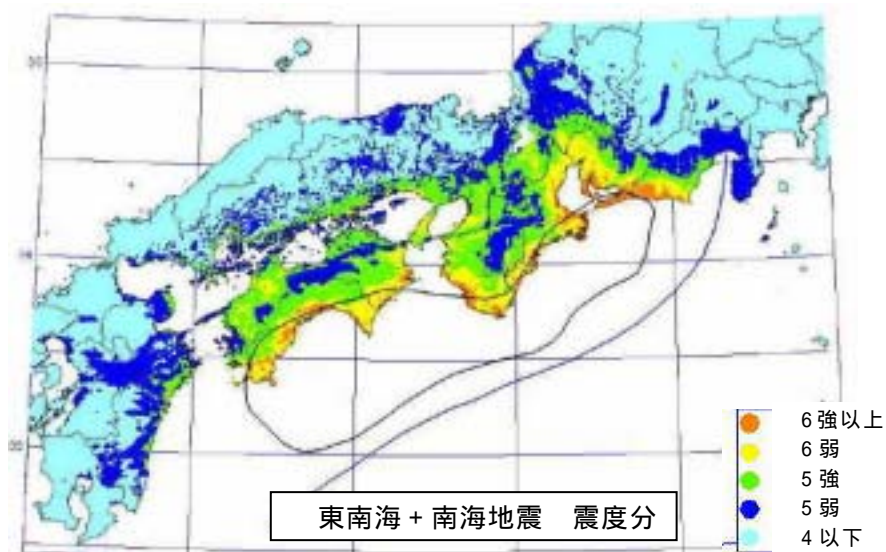 6 強以上
6 弱
5 強
5 弱
4 以下
東南海 + 南海地震　震度分